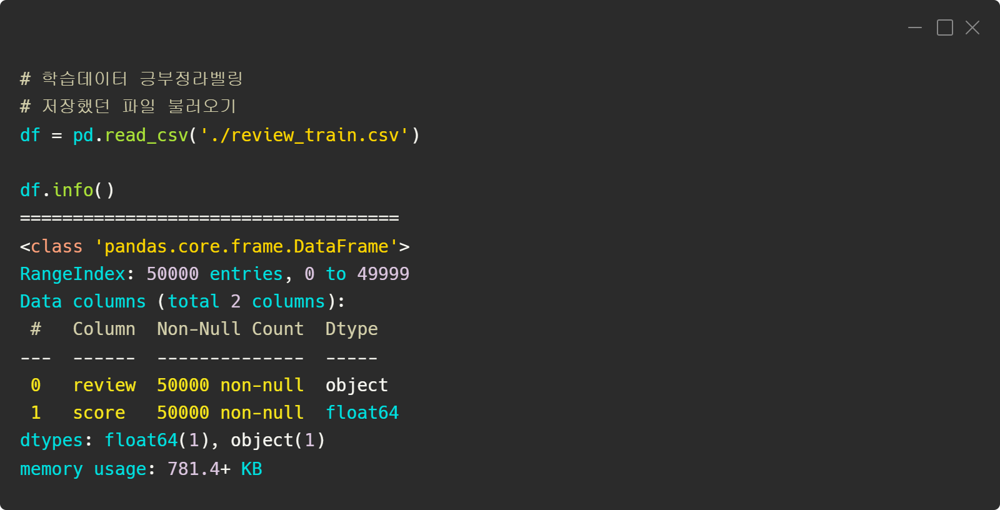 # 학습데이터 긍부정라벨링
# 저장했던 파일 불러오기
df = pd.read_csv('./review_train.csv')
df.info()
====================================
<class 'pandas.core.frame.DataFrame'>
RangeIndex: 50000 entries, 0 to 49999
Data columns (total 2 columns):
 #   Column  Non-Null Count  Dtype
---  ------  --------------  -----
 0   review  50000 non-null  object
 1   score   50000 non-null  float64
dtypes: float64(1), object(1)
memory usage: 781.4+ KB